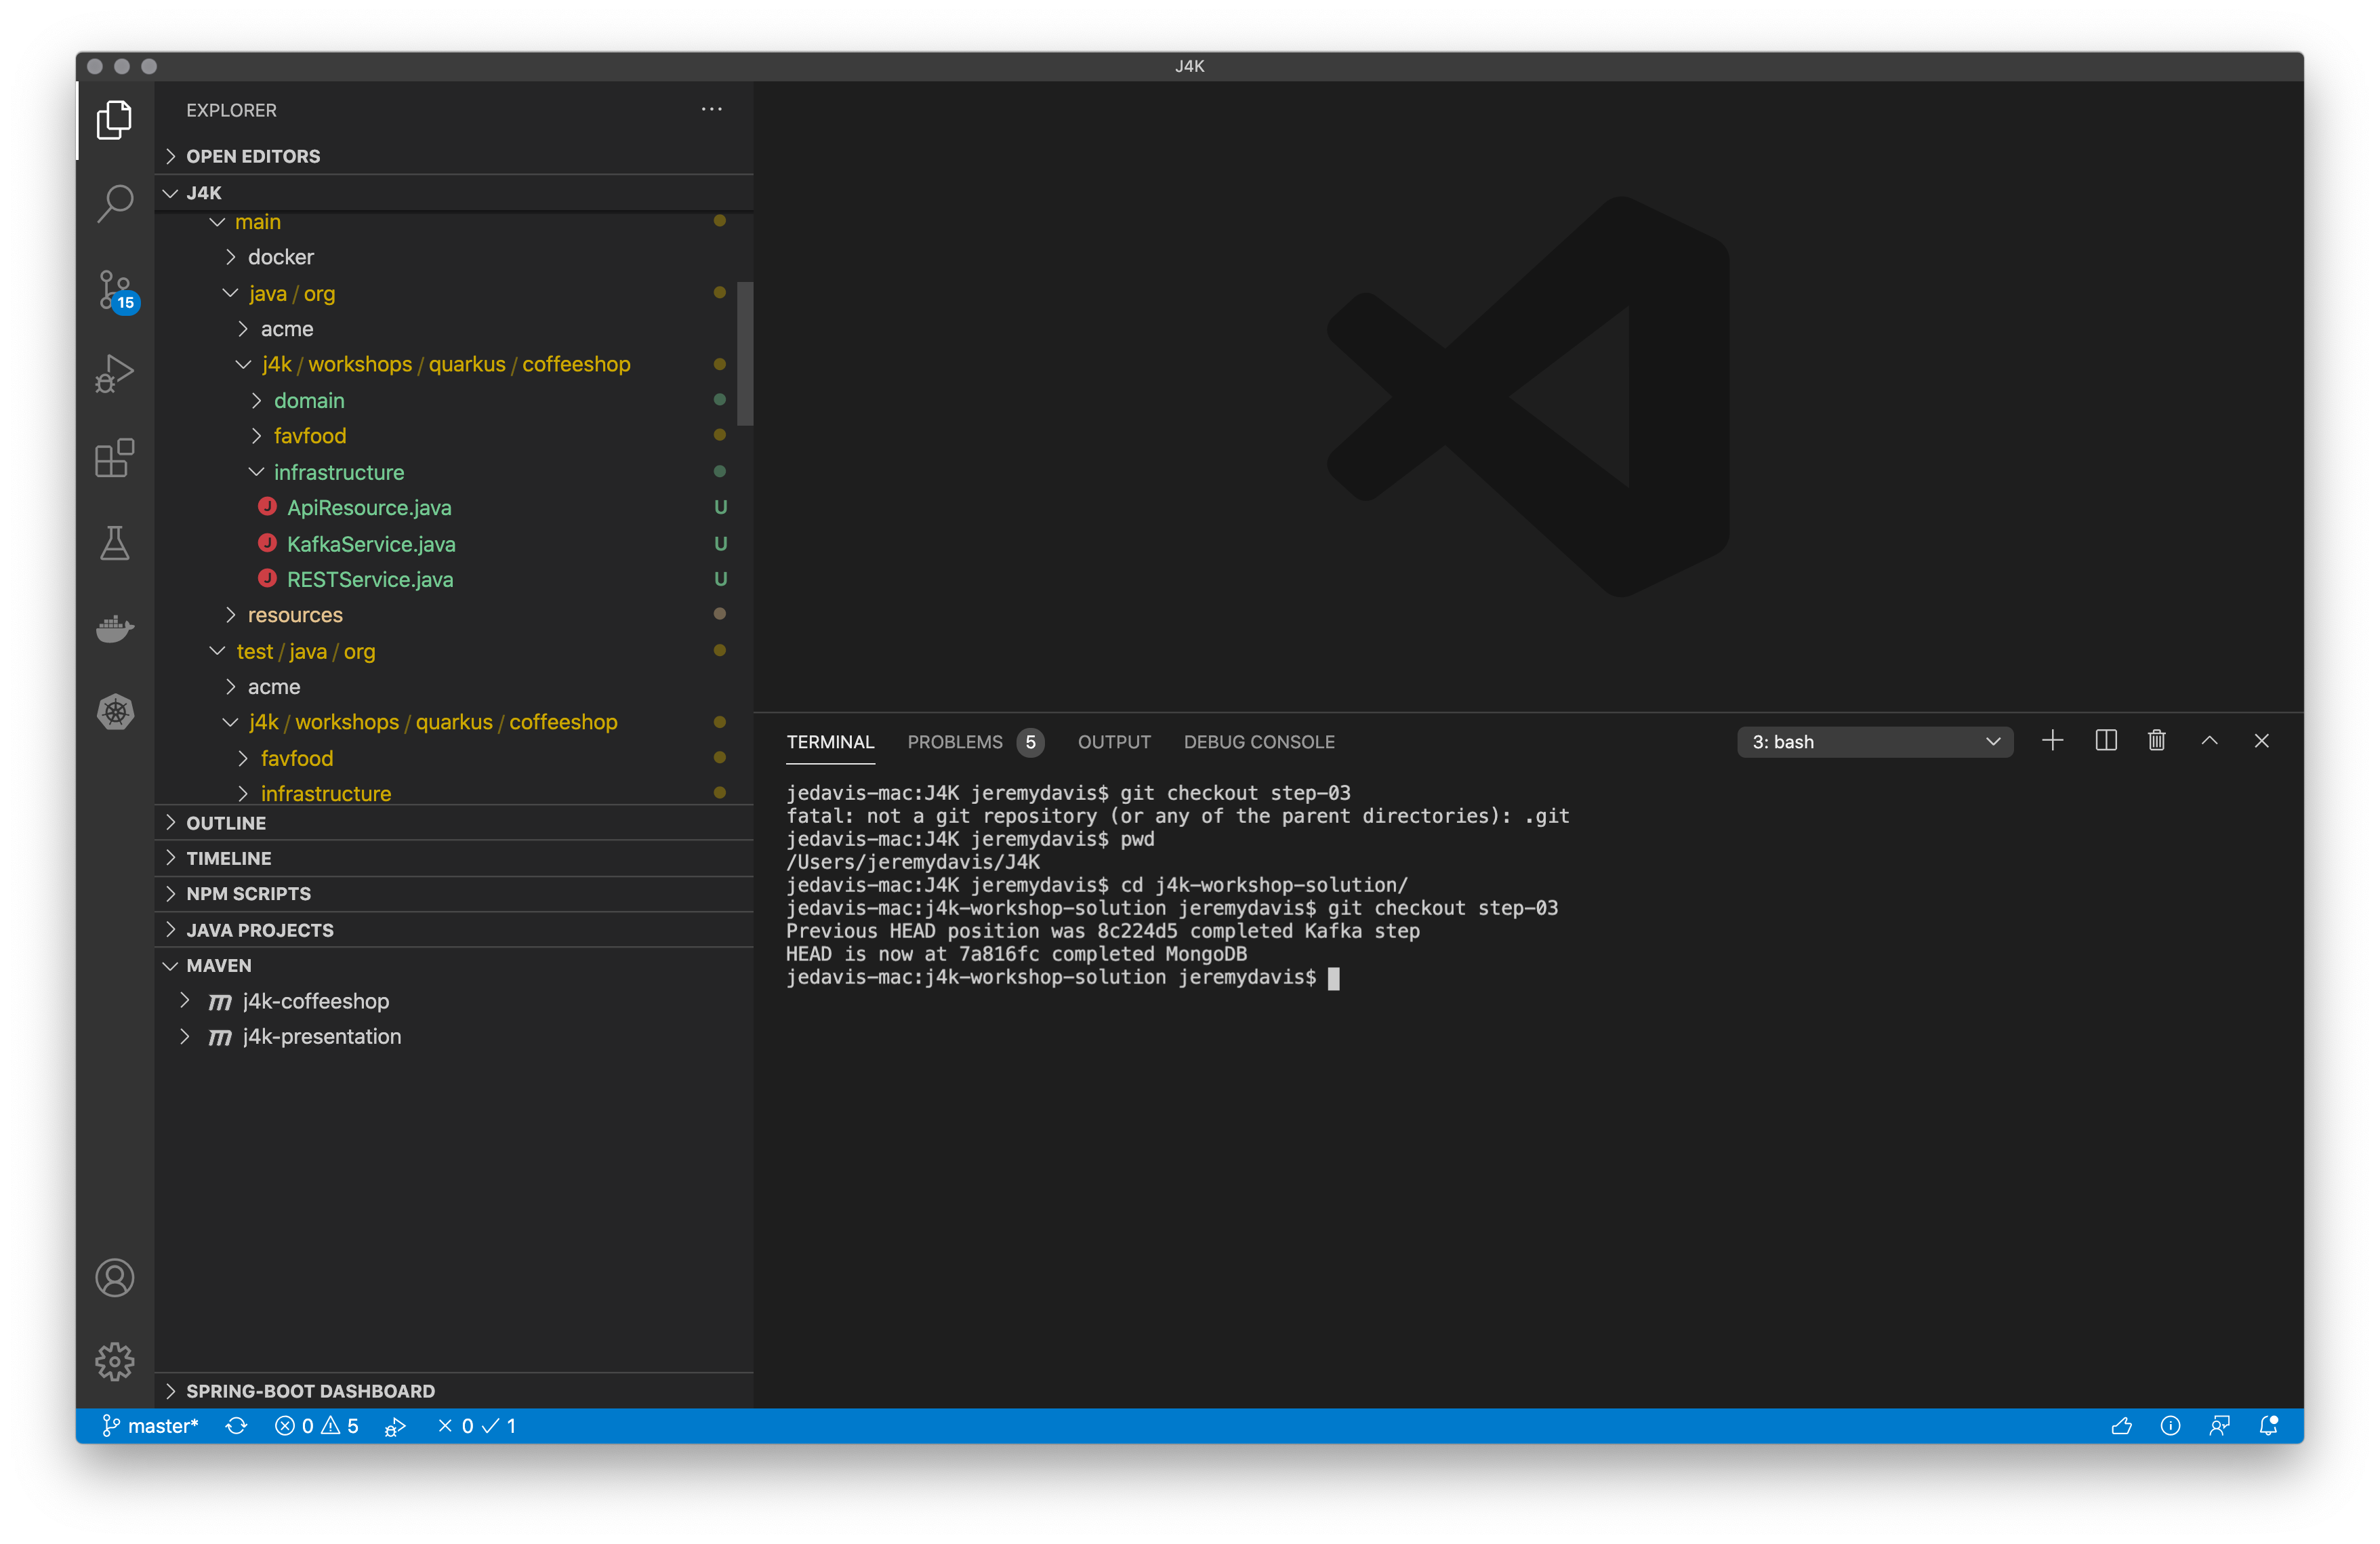 J4K
EXPLORER
OPEN EDITORS
J4K
main
docker
java / org
acme
j4k / workshops / quarkus / coffeeshop
domain
favfood
infrastructure
J ApiResource.java U
J KafkaService.java U
J RESTService.java U
resources
test / java / org
acme
j4k / workshops / quarkus / coffeeshop
favfood
infrastructure
OUTLINE
TIMELINE
NPM SCRIPTS
JAVA PROJECTS
MAVEN
m j4k-coffeeshop
m j4k-presentation
SPRING-BOOT DASHBOARD
15
TERMINAL PROBLEMS 5 OUTPUT DEBUG CONSOLE 3: bash
jedavis-mac:J4K jeremydavis$ git checkout step-03
fatal: not a git repository (or any of the parent directories): .git
jedavis-mac:J4K jeremydavis$ pwd
/Users/jeremydavis/J4K
jedavis-mac:J4K jeremydavis$ cd j4k-workshop-solution/
jedavis-mac:j4k-workshop-solution jeremydavis$ git checkout step-03
Previous HEAD position was 8c224d5 completed Kafka step
HEAD is now at 7a816fc completed MongoDB
jedavis-mac:j4k-workshop-solution jeremydavis$
master* 0 5 0 1